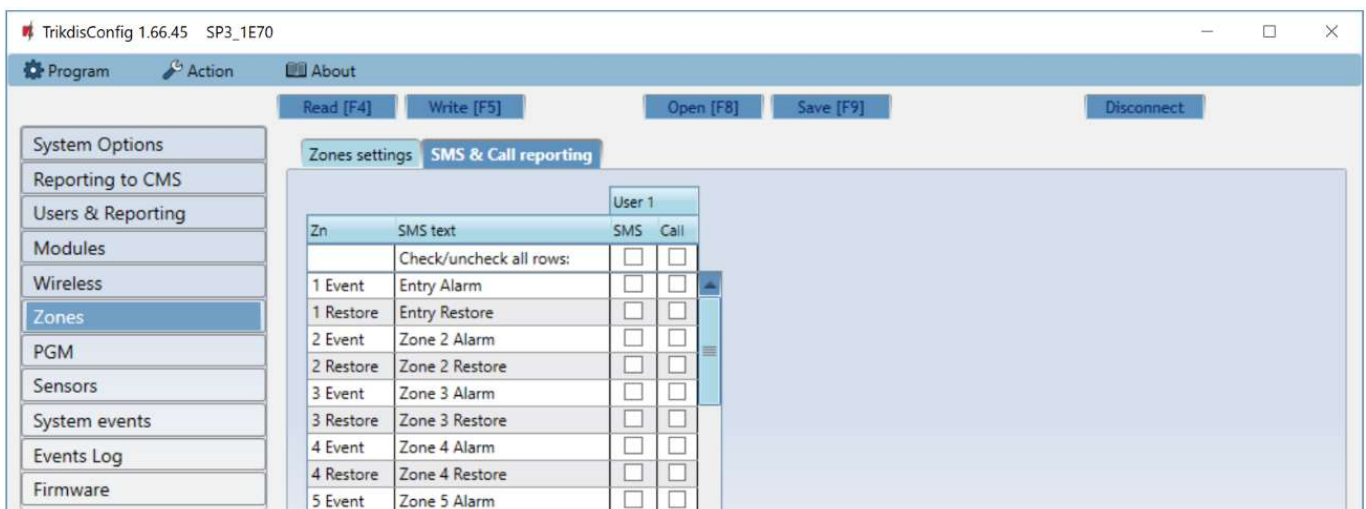 TrikdisConfig 1.66.45 SP3_1E70
Program Action About
Read [F4] Write [F5] Open [F8] Save [F9] Disconnect
System Options
Reporting to CMS
Users & Reporting
Modules
Wireless
Zones
PGM
Sensors
System events
Events Log
Firmware
Zones settings SMS & Call reporting
User 1
Zn SMS text SMS Call
Check/uncheck all rows:
1 Event Entry Alarm
1 Restore Entry Restore
2 Event Zone 2 Alarm
2 Restore Zone 2 Restore
3 Event Zone 3 Alarm
3 Restore Zone 3 Restore
4 Event Zone 4 Alarm
4 Restore Zone 4 Restore
5 Event Zone 5 Alarm